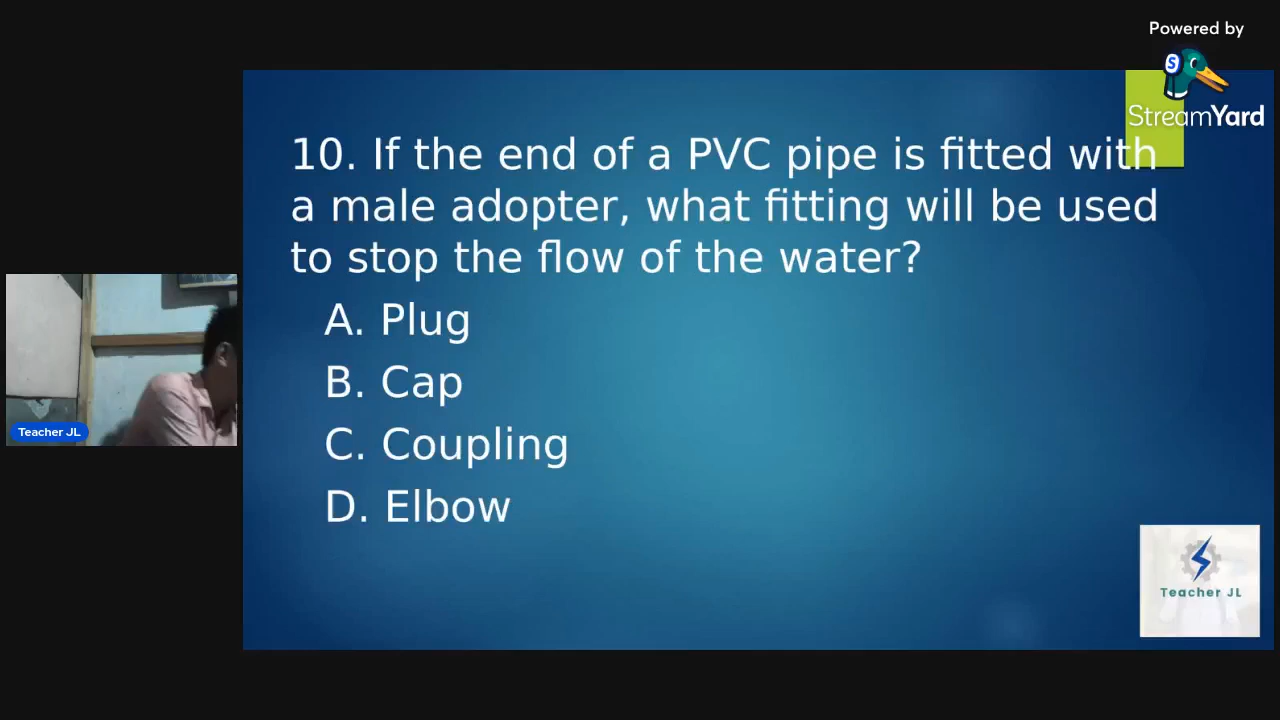 Powered by
StreamYard
10. If the end of a PVC pipe is fitted with
a male adopter, what fitting will be used
to stop the flow of the water?
A. Plug
B. Cap
C. Coupling
D. Elbow
Teacher JL
Teacher JL